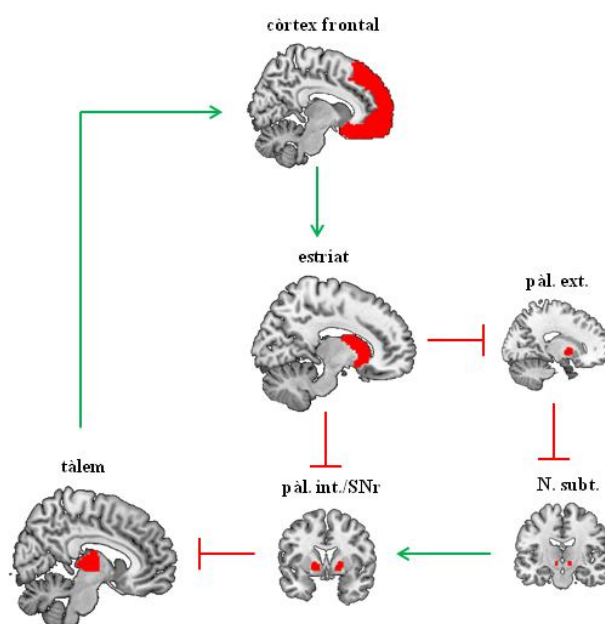 còrtex frontal
estriat
pàl. ext.
tàlem
pàl. int./SNr
N. subt.